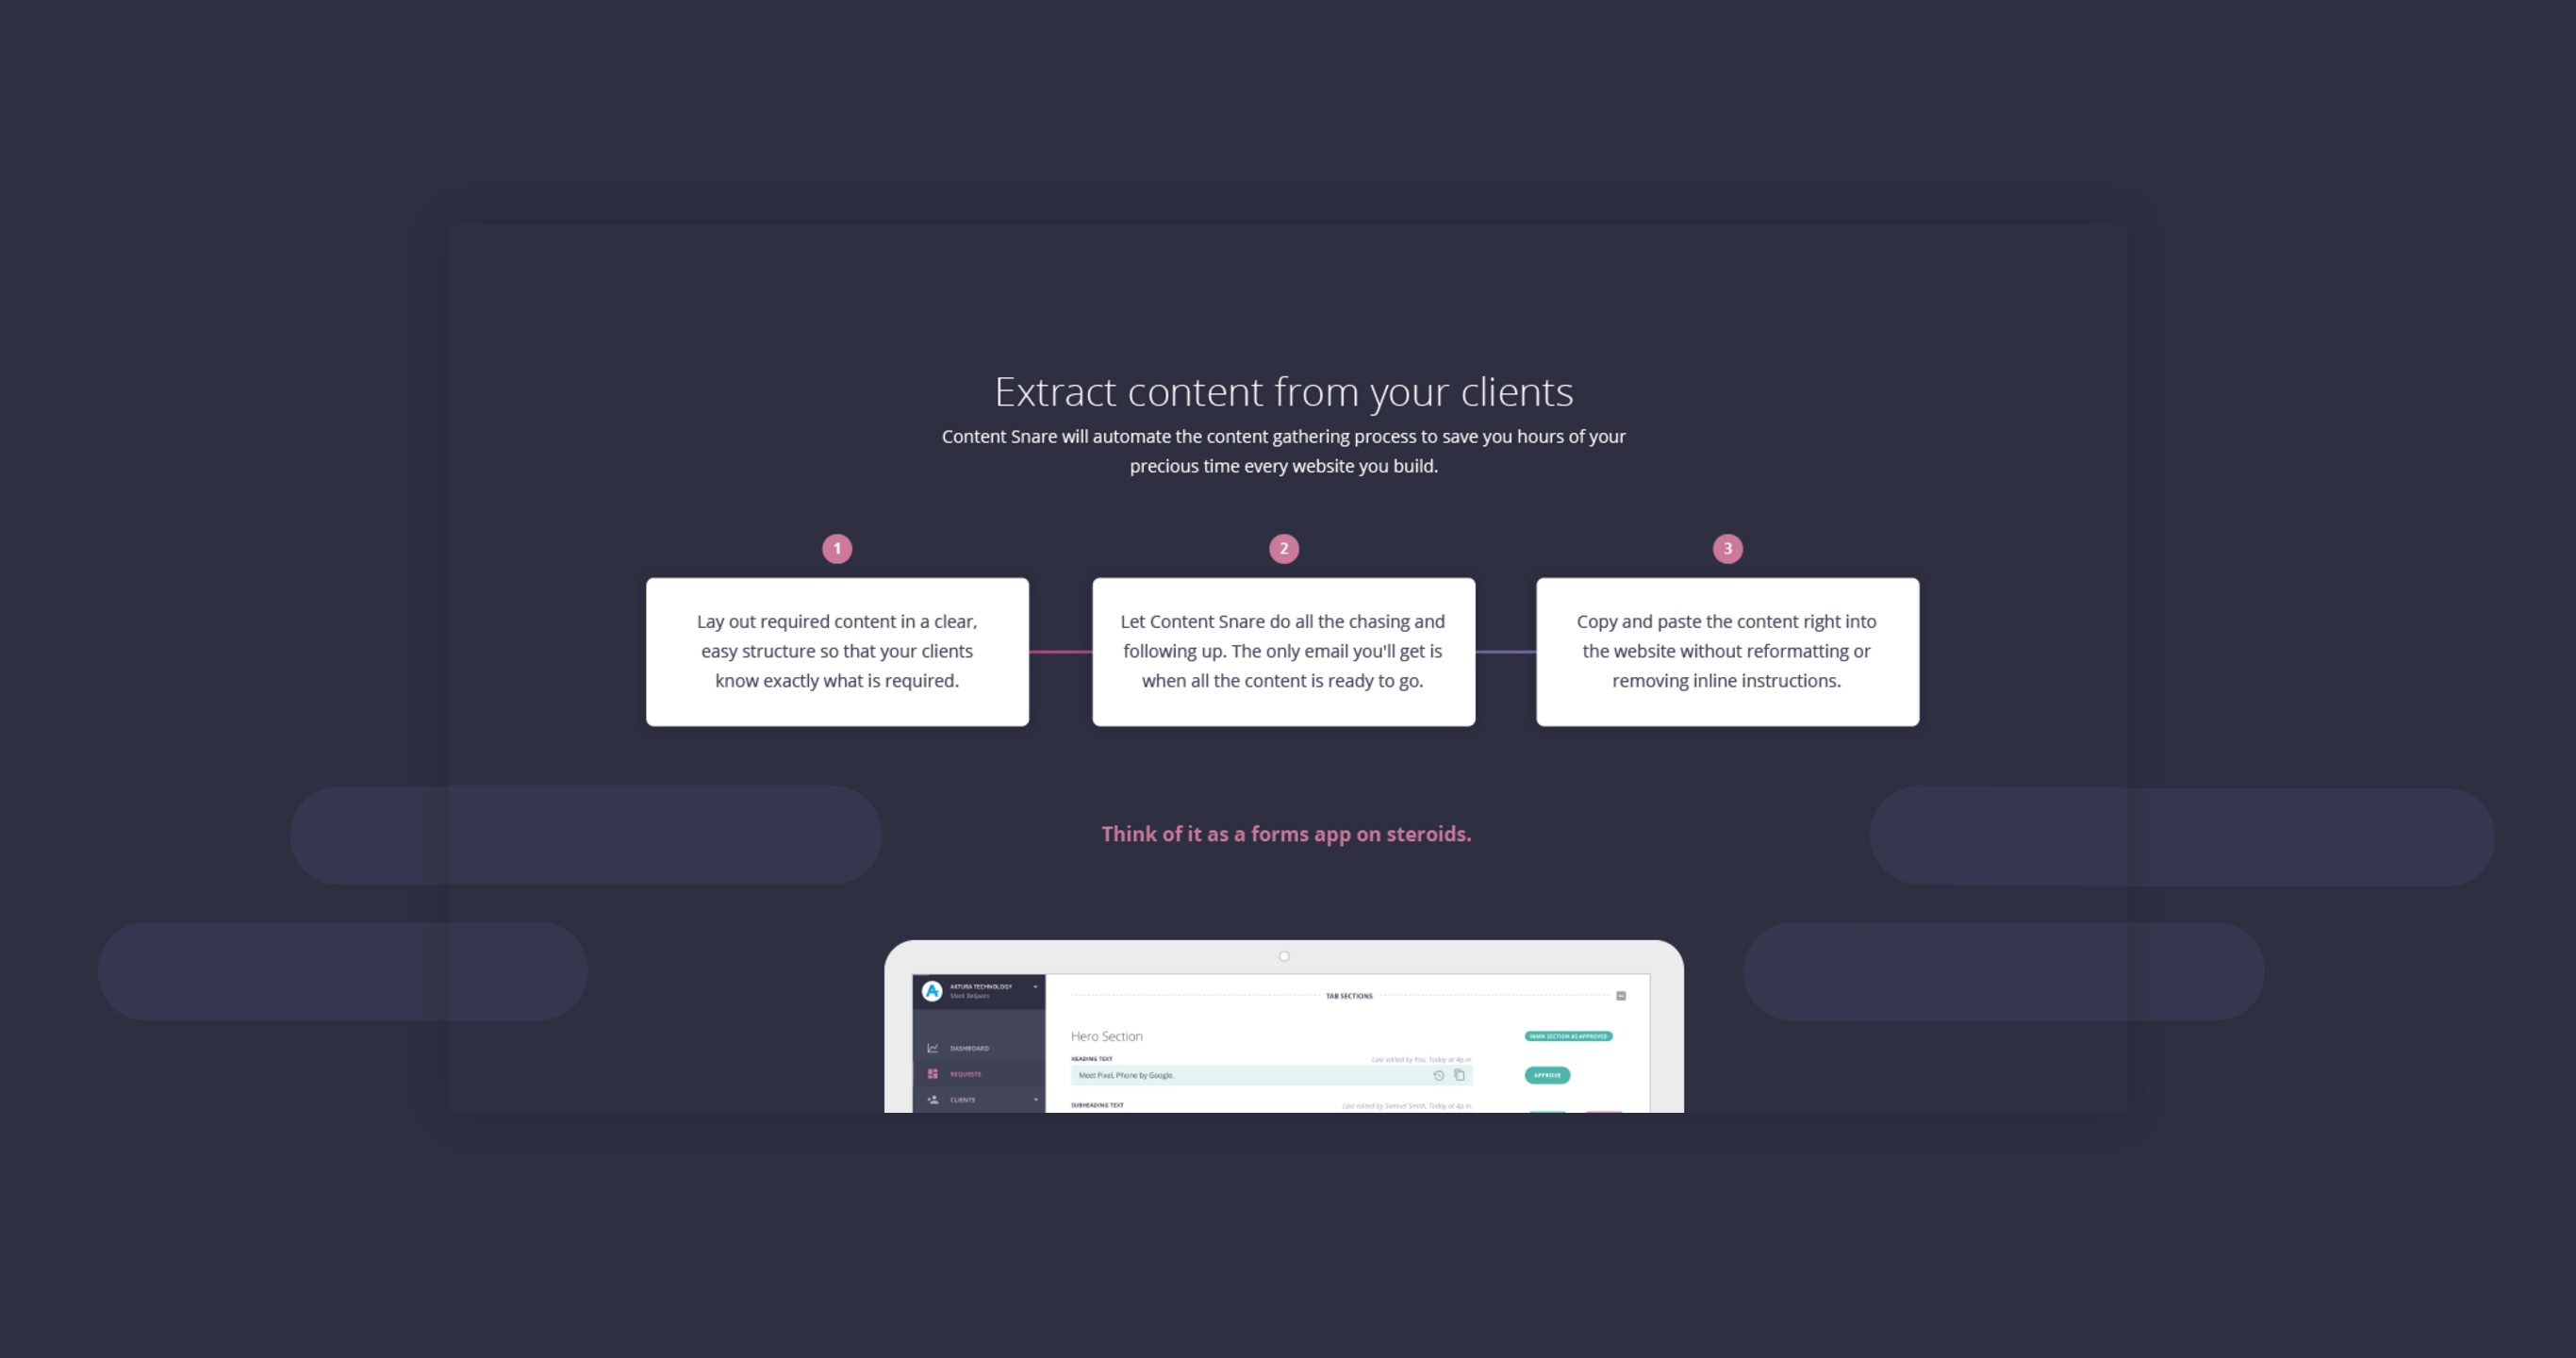 Extract content from your clients
Content Snare will automate the content gathering process to save you hours of your
precious time every website you build.
1
Lay out required content in a clear,
easy structure so that your clients
know exactly what is required.
2
Let Content Snare do all the chasing and
following up. The only email you'll get is
when all the content is ready to go.
3
Copy and paste the content right into
the website without reformatting or
removing inline instructions.
Think of it as a forms app on steroids.
AKTURA TECHNOLOGY
Mark Beljaars
DASHBOARD
REQUESTS
CLIENTS
TAB SECTIONS
Hero Section
MARK SECTION AS APPROVED
HEADING TEXT
Last edited by You, Today at 4p.m.
Meet Pixel, Phone by Google.
APPROVE
SUBHEADING TEXT
Last edited by Samuel Smith, Today at 4p.m.